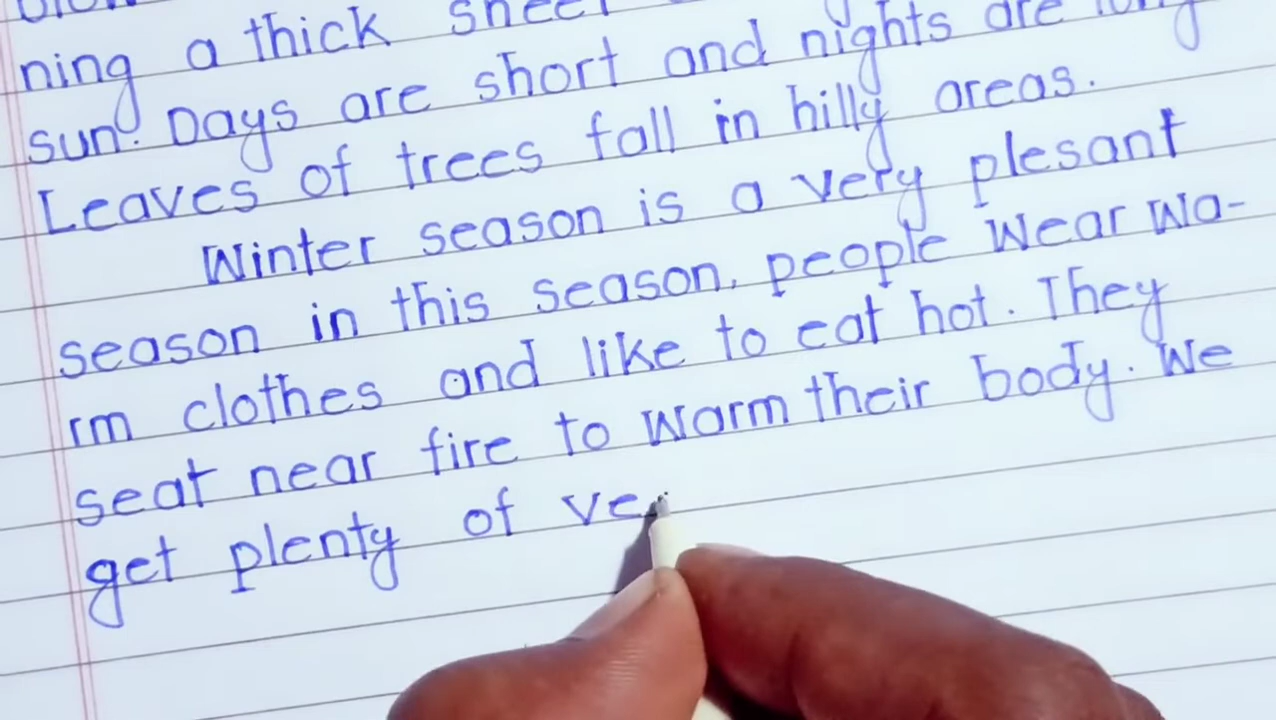 ning a thick sheet
sun. Days are short and nights are long
Leaves of trees fall in hilly areas.
Winter season is a very plesant
season in this season. people wear wa-
rm clothes and like to eat hot. They
seat near fire to warm their body. We
get plenty of ve